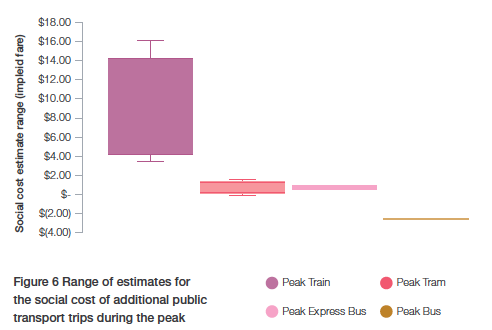 Social cost estimate range (impleid fare)
$18.00
$16.00
$14.00
$12.00
$10.00
$8.00
$6.00
$4.00
$2.00
$-
$(2.00)
$(4.00)
Figure 6 Range of estimates for
the social cost of additional public
transport trips during the peak
Peak Train
Peak Tram
Peak Express Bus
Peak Bus